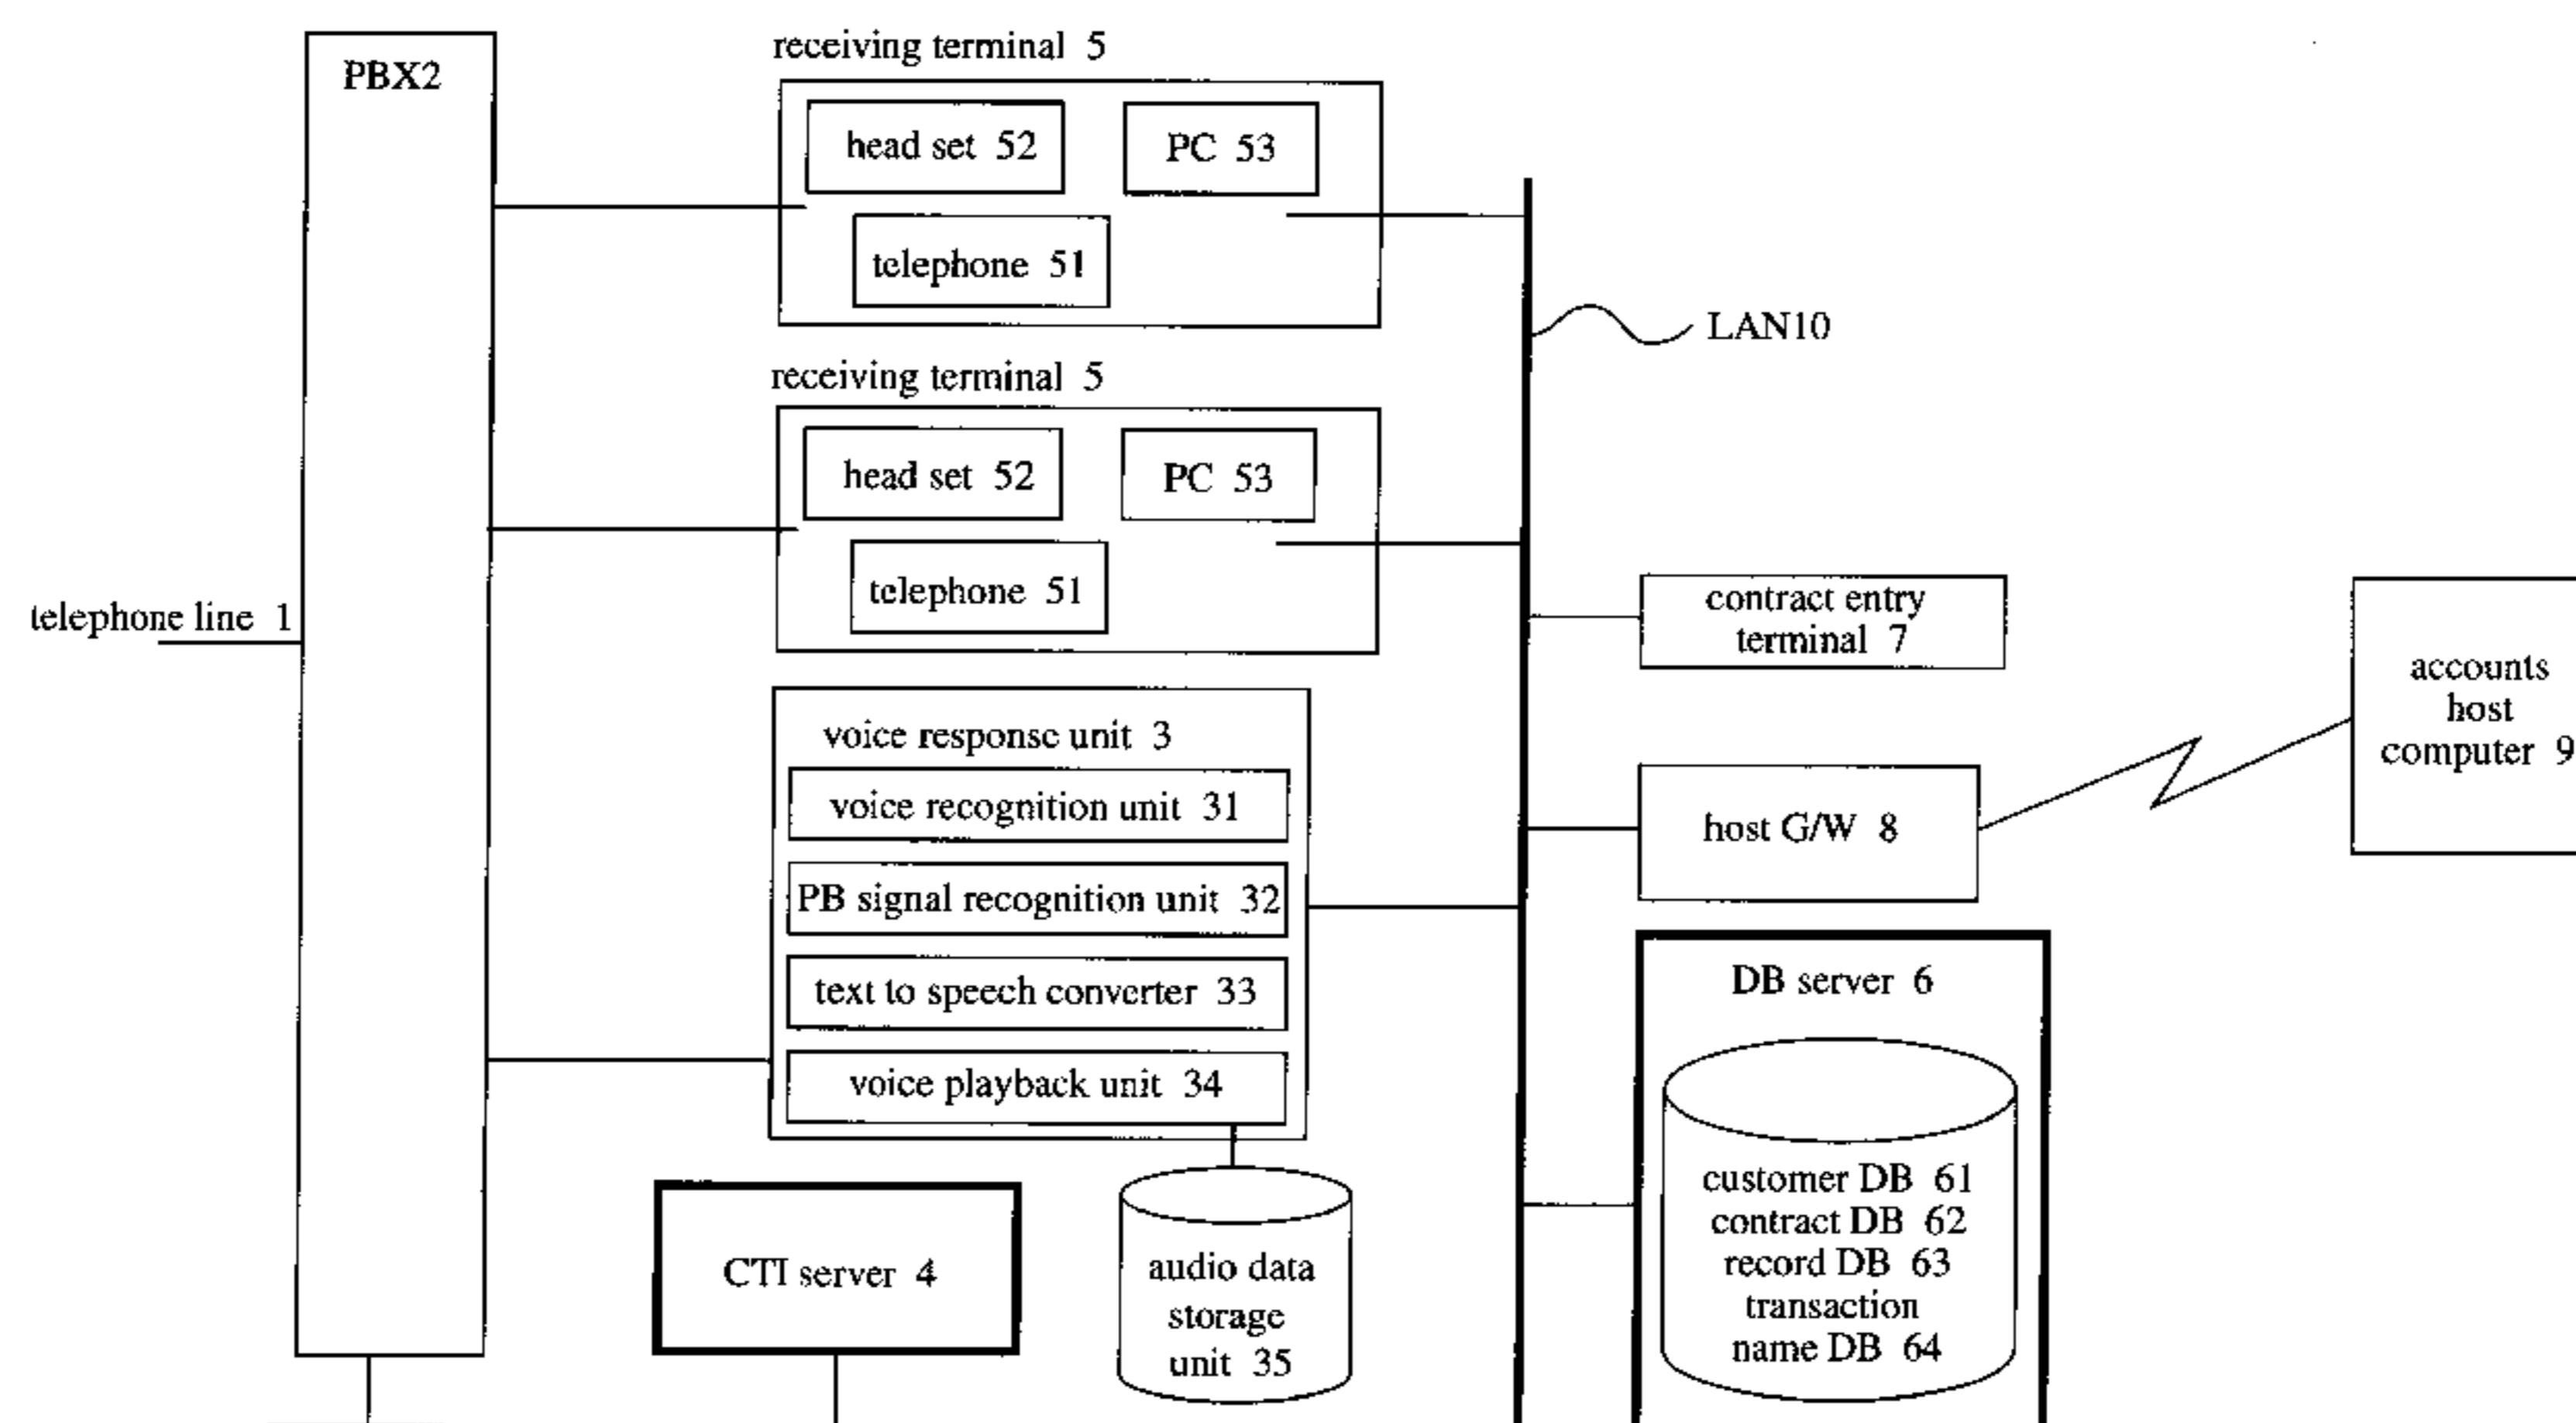 PBX2
receiving terminal 5
head set 52
PC 53
telephone 51
LAN10
receiving terminal 5
head set 52
PC 53
telephone 51
telephone line 1
contract entry
terminal 7
accounts
host
computer 9
voice response unit 3
voice recognition unit 31
host G/W 8
PB signal recognition unit 32
text to speech converter 33
voice playback unit 34
DB server 6
customer DB 61
contract DB 62
record DB 63
transaction
name DB 64
CTI server 4
audio data
storage
unit 35